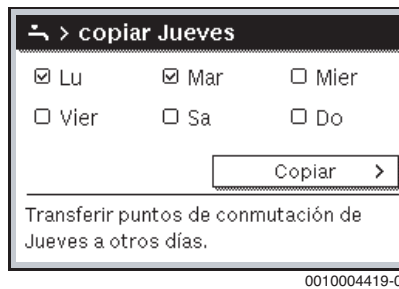 > copiar Jueves
Lu Mar Mier
Vier Sa Do
Copiar >
Transferir puntos de conmutación de
Jueves a otros días.
0010004419-0